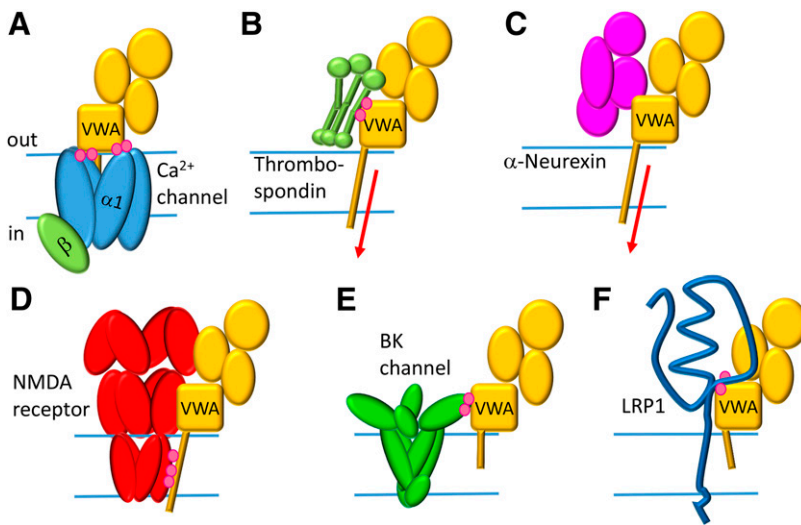 A
VWA
out
Ca²⁺
channel
α1
in
β
B
VWA
Thrombo-
spondin
C
VWA
α-Neurexin
D
NMDA
receptor
VWA
E
BK
channel
VWA
F
LRP1
VWA